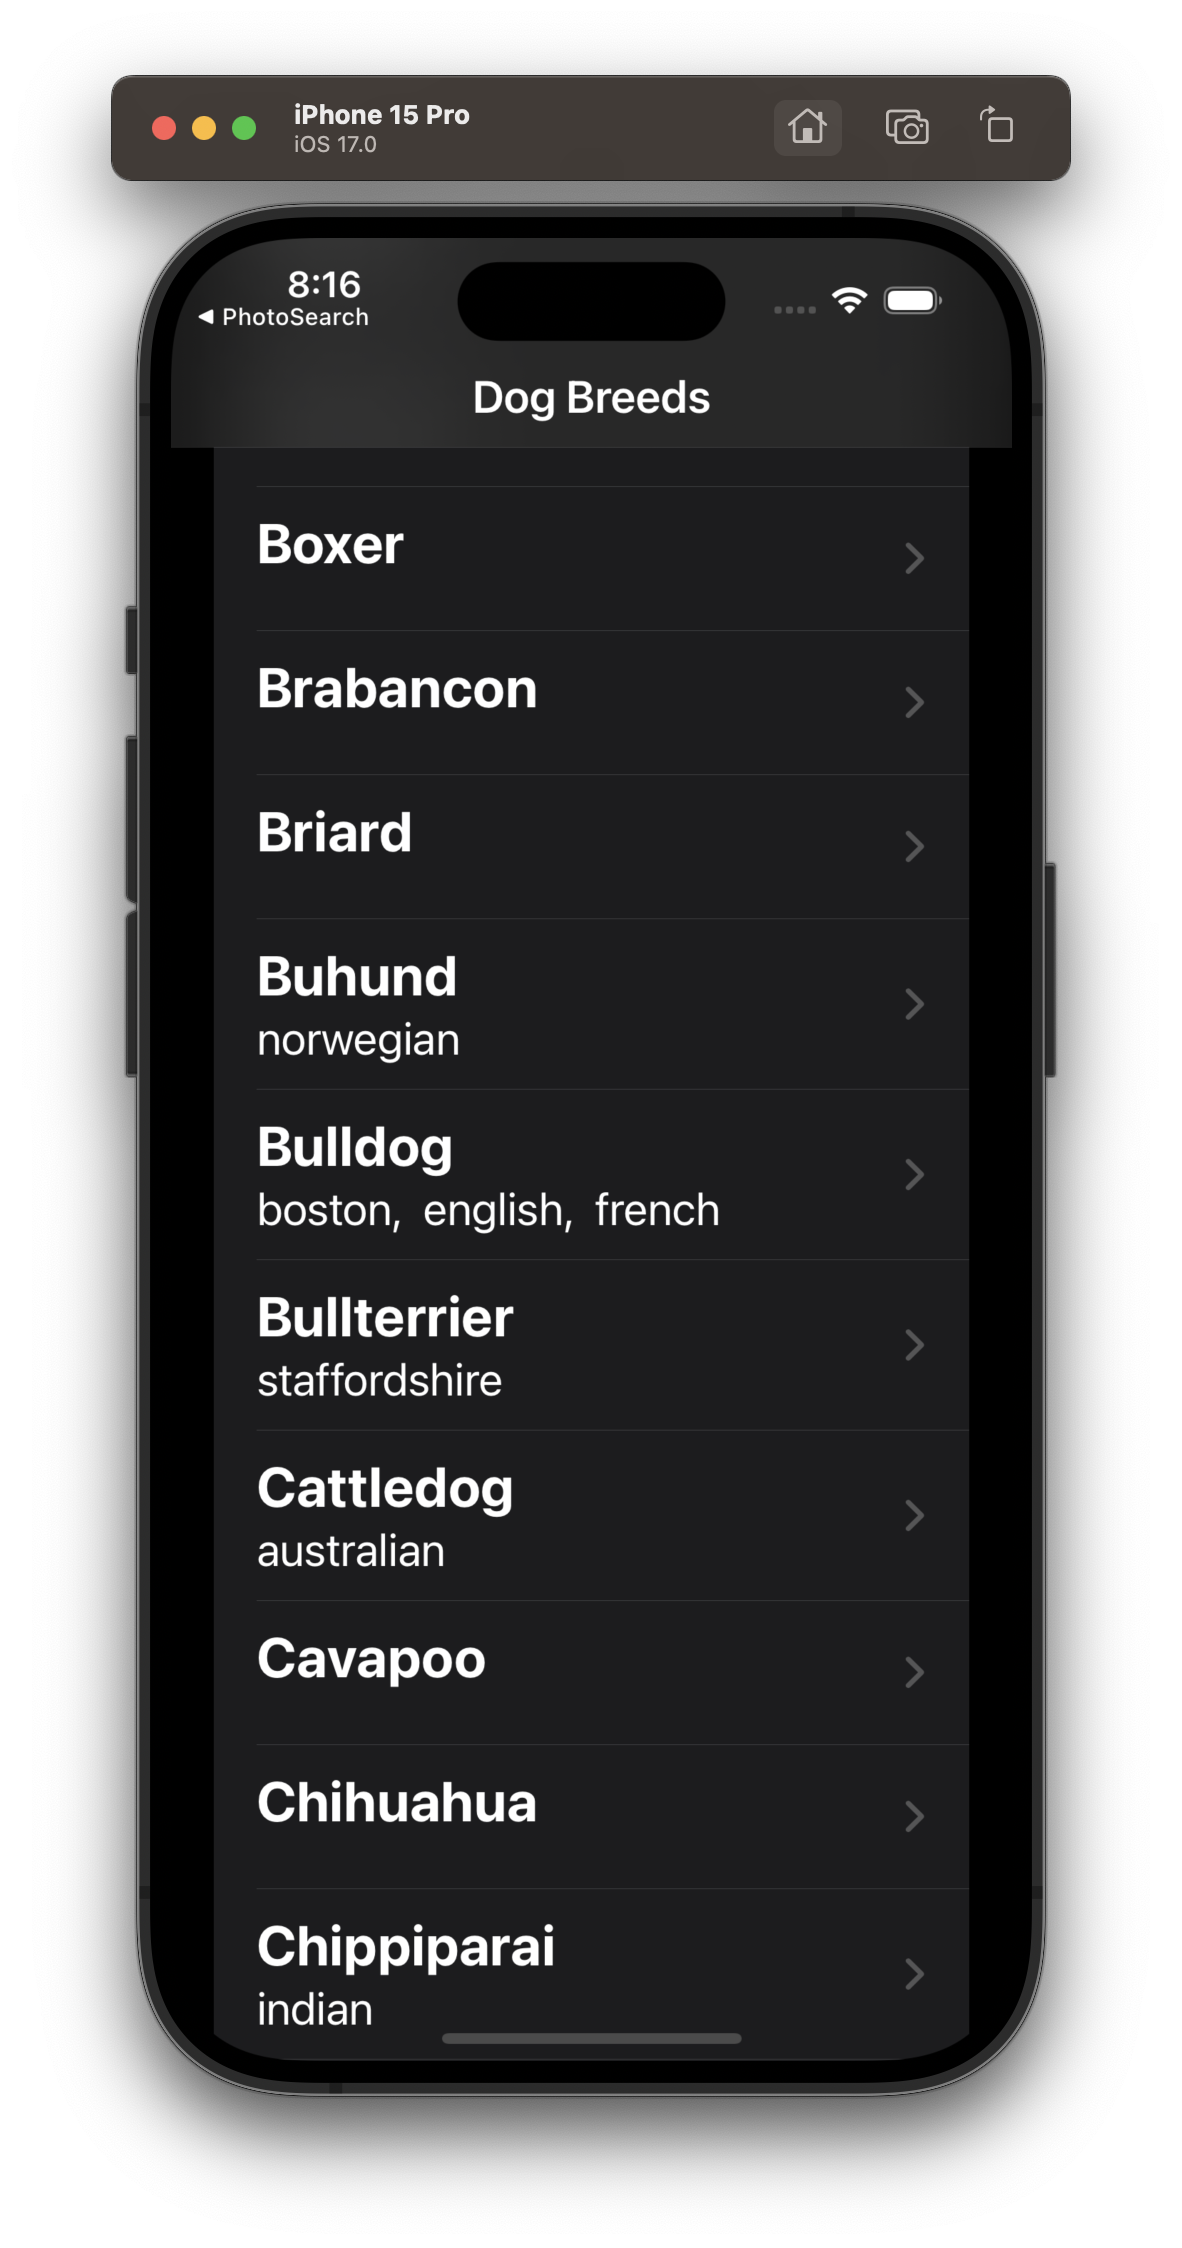 iPhone 15 Pro
iOS 17.0
8:16
◀ PhotoSearch
Dog Breeds
Boxer
Brabancon
Briard
Buhund
norwegian
Bulldog
boston, english, french
Bullterrier
staffordshire
Cattledog
australian
Cavapoo
Chihuahua
Chippiparai
indian